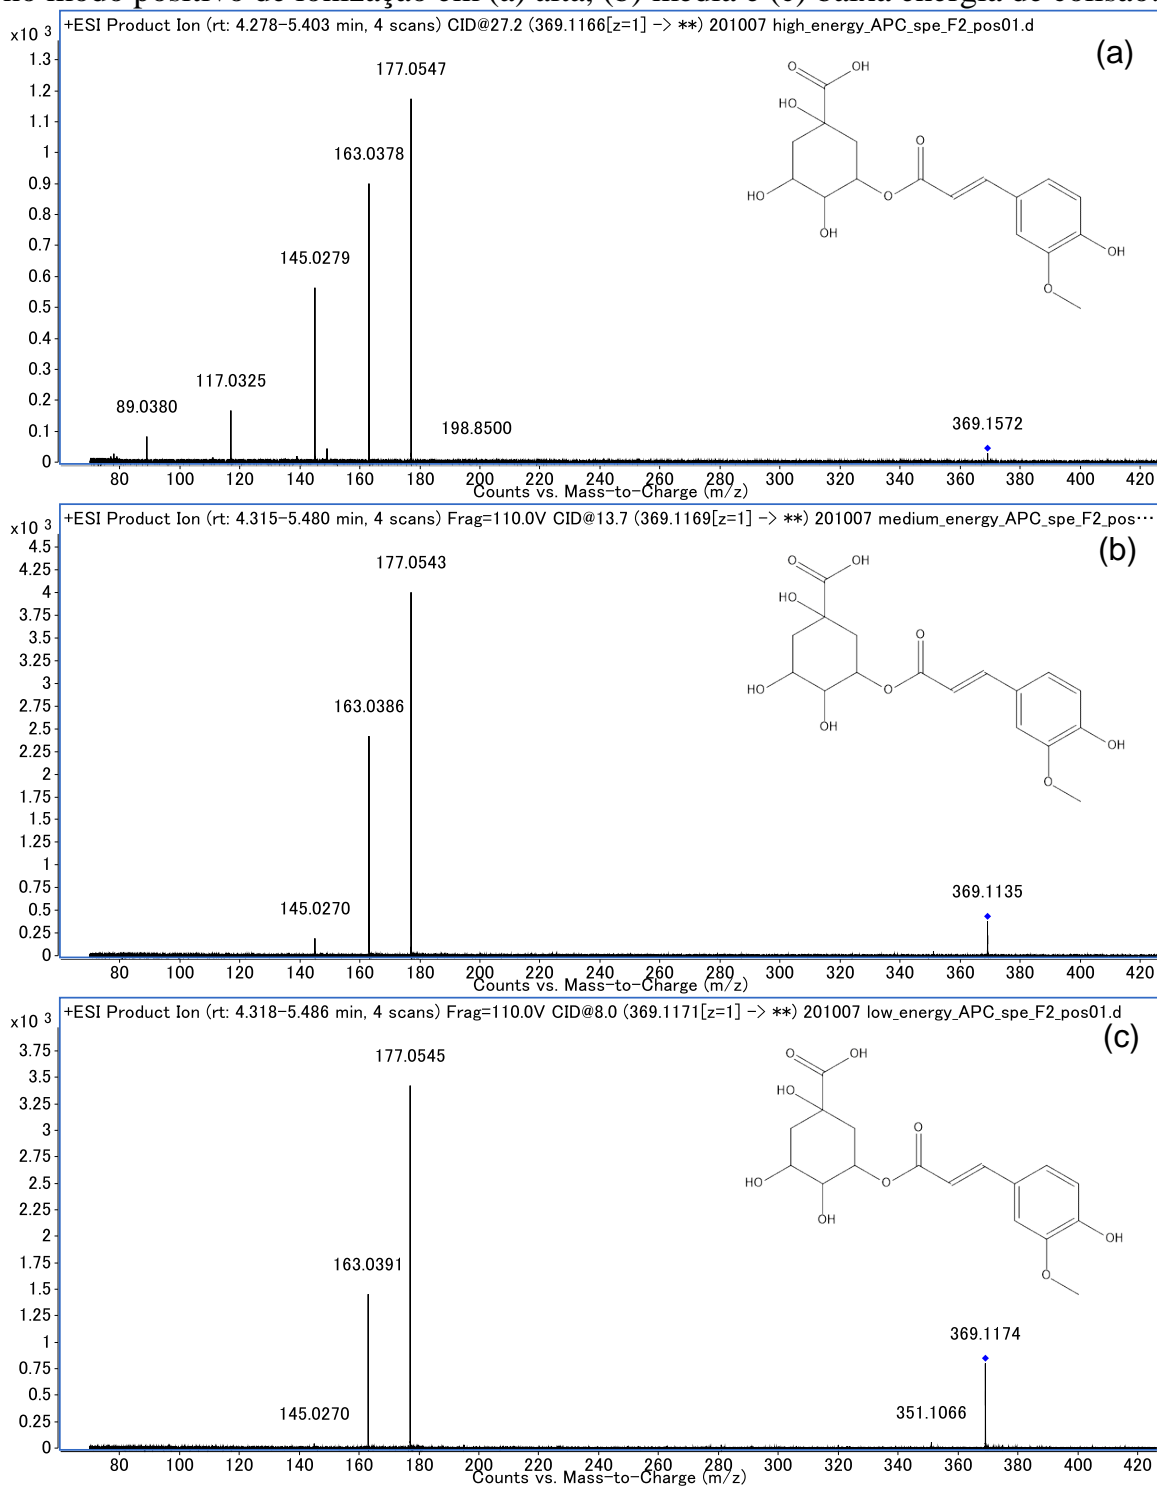 no modo positivo de ionização em (a) alta, (b) média e (c) baixa energia de colisão.
+ESI Product Ion (rt: 4.278-5.403 min, 4 scans) CID@27.2 (369.1166[z=1] -> **) 201007 high_energy_APC_spe_F2_pos01.d
x10 3
(a)
1.3
1.2
1.1
1
0.9
0.8
0.7
0.6
0.5
0.4
0.3
0.2
0.1
0
177.0547
163.0378
145.0279
117.0325
89.0380
198.8500
369.1572
O
OH
HO
O
HO
O
OH
OH
O
80 100 120 140 160 180 200 220 240 260 280 300 320 340 360 380 400 420
Counts vs. Mass-to-Charge (m/z)
+ESI Product Ion (rt: 4.315-5.480 min, 4 scans) Frag=110.0V CID@13.7 (369.1169[z=1] -> **) 201007 medium_energy_APC_spe_F2_pos…
x10 3
(b)
4.5
4.25
4
3.75
3.5
3.25
3
2.75
2.5
2.25
2
1.75
1.5
1.25
1
0.75
0.5
0.25
0
177.0543
163.0386
145.0270
369.1135
O
OH
HO
O
HO
O
OH
OH
O
80 100 120 140 160 180 200 220 240 260 280 300 320 340 360 380 400 420
Counts vs. Mass-to-Charge (m/z)
+ESI Product Ion (rt: 4.318-5.486 min, 4 scans) Frag=110.0V CID@8.0 (369.1171[z=1] -> **) 201007 low_energy_APC_spe_F2_pos01.d
x10 3
(c)
3.75
3.5
3.25
3
2.75
2.5
2.25
2
1.75
1.5
1.25
1
0.75
0.5
0.25
0
177.0545
163.0391
145.0270
369.1174
351.1066
O
OH
HO
O
HO
O
OH
OH
O
80 100 120 140 160 180 200 220 240 260 280 300 320 340 360 380 400 420
Counts vs. Mass-to-Charge (m/z)